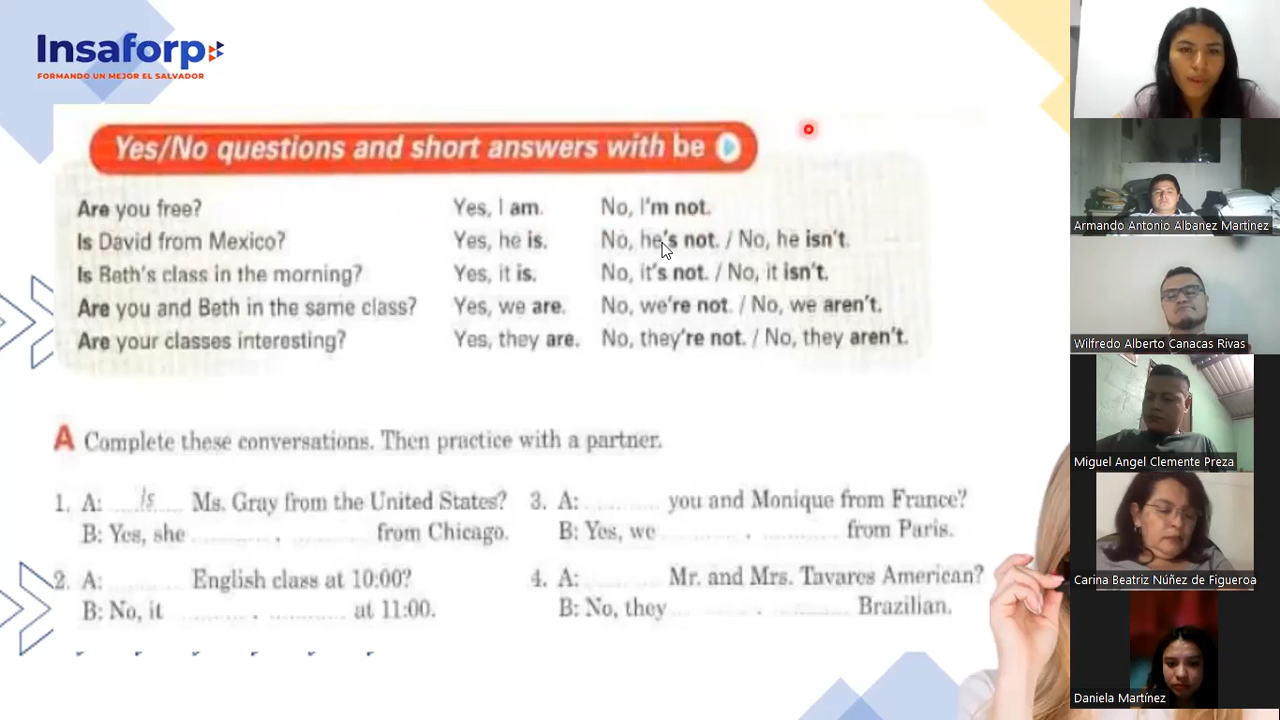 Insaforp
FORMANDO UN MEJOR EL SALVADOR
Yes/No questions and short answers with be
Are you free? Yes, I am. No, I'm not.
Is David from Mexico? Yes, he is. No, he's not. / No, he isn't.
Is Beth's class in the morning? Yes, it is. No, it's not. / No, it isn't.
Are you and Beth in the same class? Yes, we are. No, we're not. / No, we aren't.
Are your classes interesting? Yes, they are. No, they're not. / No, they aren't.
A Complete these conversations. Then practice with a partner.
1. A: Is Ms. Gray from the United States?
B: Yes, she ........ . ........ from Chicago.
2. A: ........ English class at 10:00?
B: No, it ........ . ........ at 11:00.
3. A: ........ you and Monique from France?
B: Yes, we ........ . ........ from Paris.
4. A: ........ Mr. and Mrs. Tavares American?
B: No, they ........ . ........ Brazilian.
Armando Antonio Albanez Martinez
Wilfredo Alberto Canacas Rivas
Miguel Angel Clemente Preza
Carina Beatriz Núñez de Figueroa
Daniela Martínez